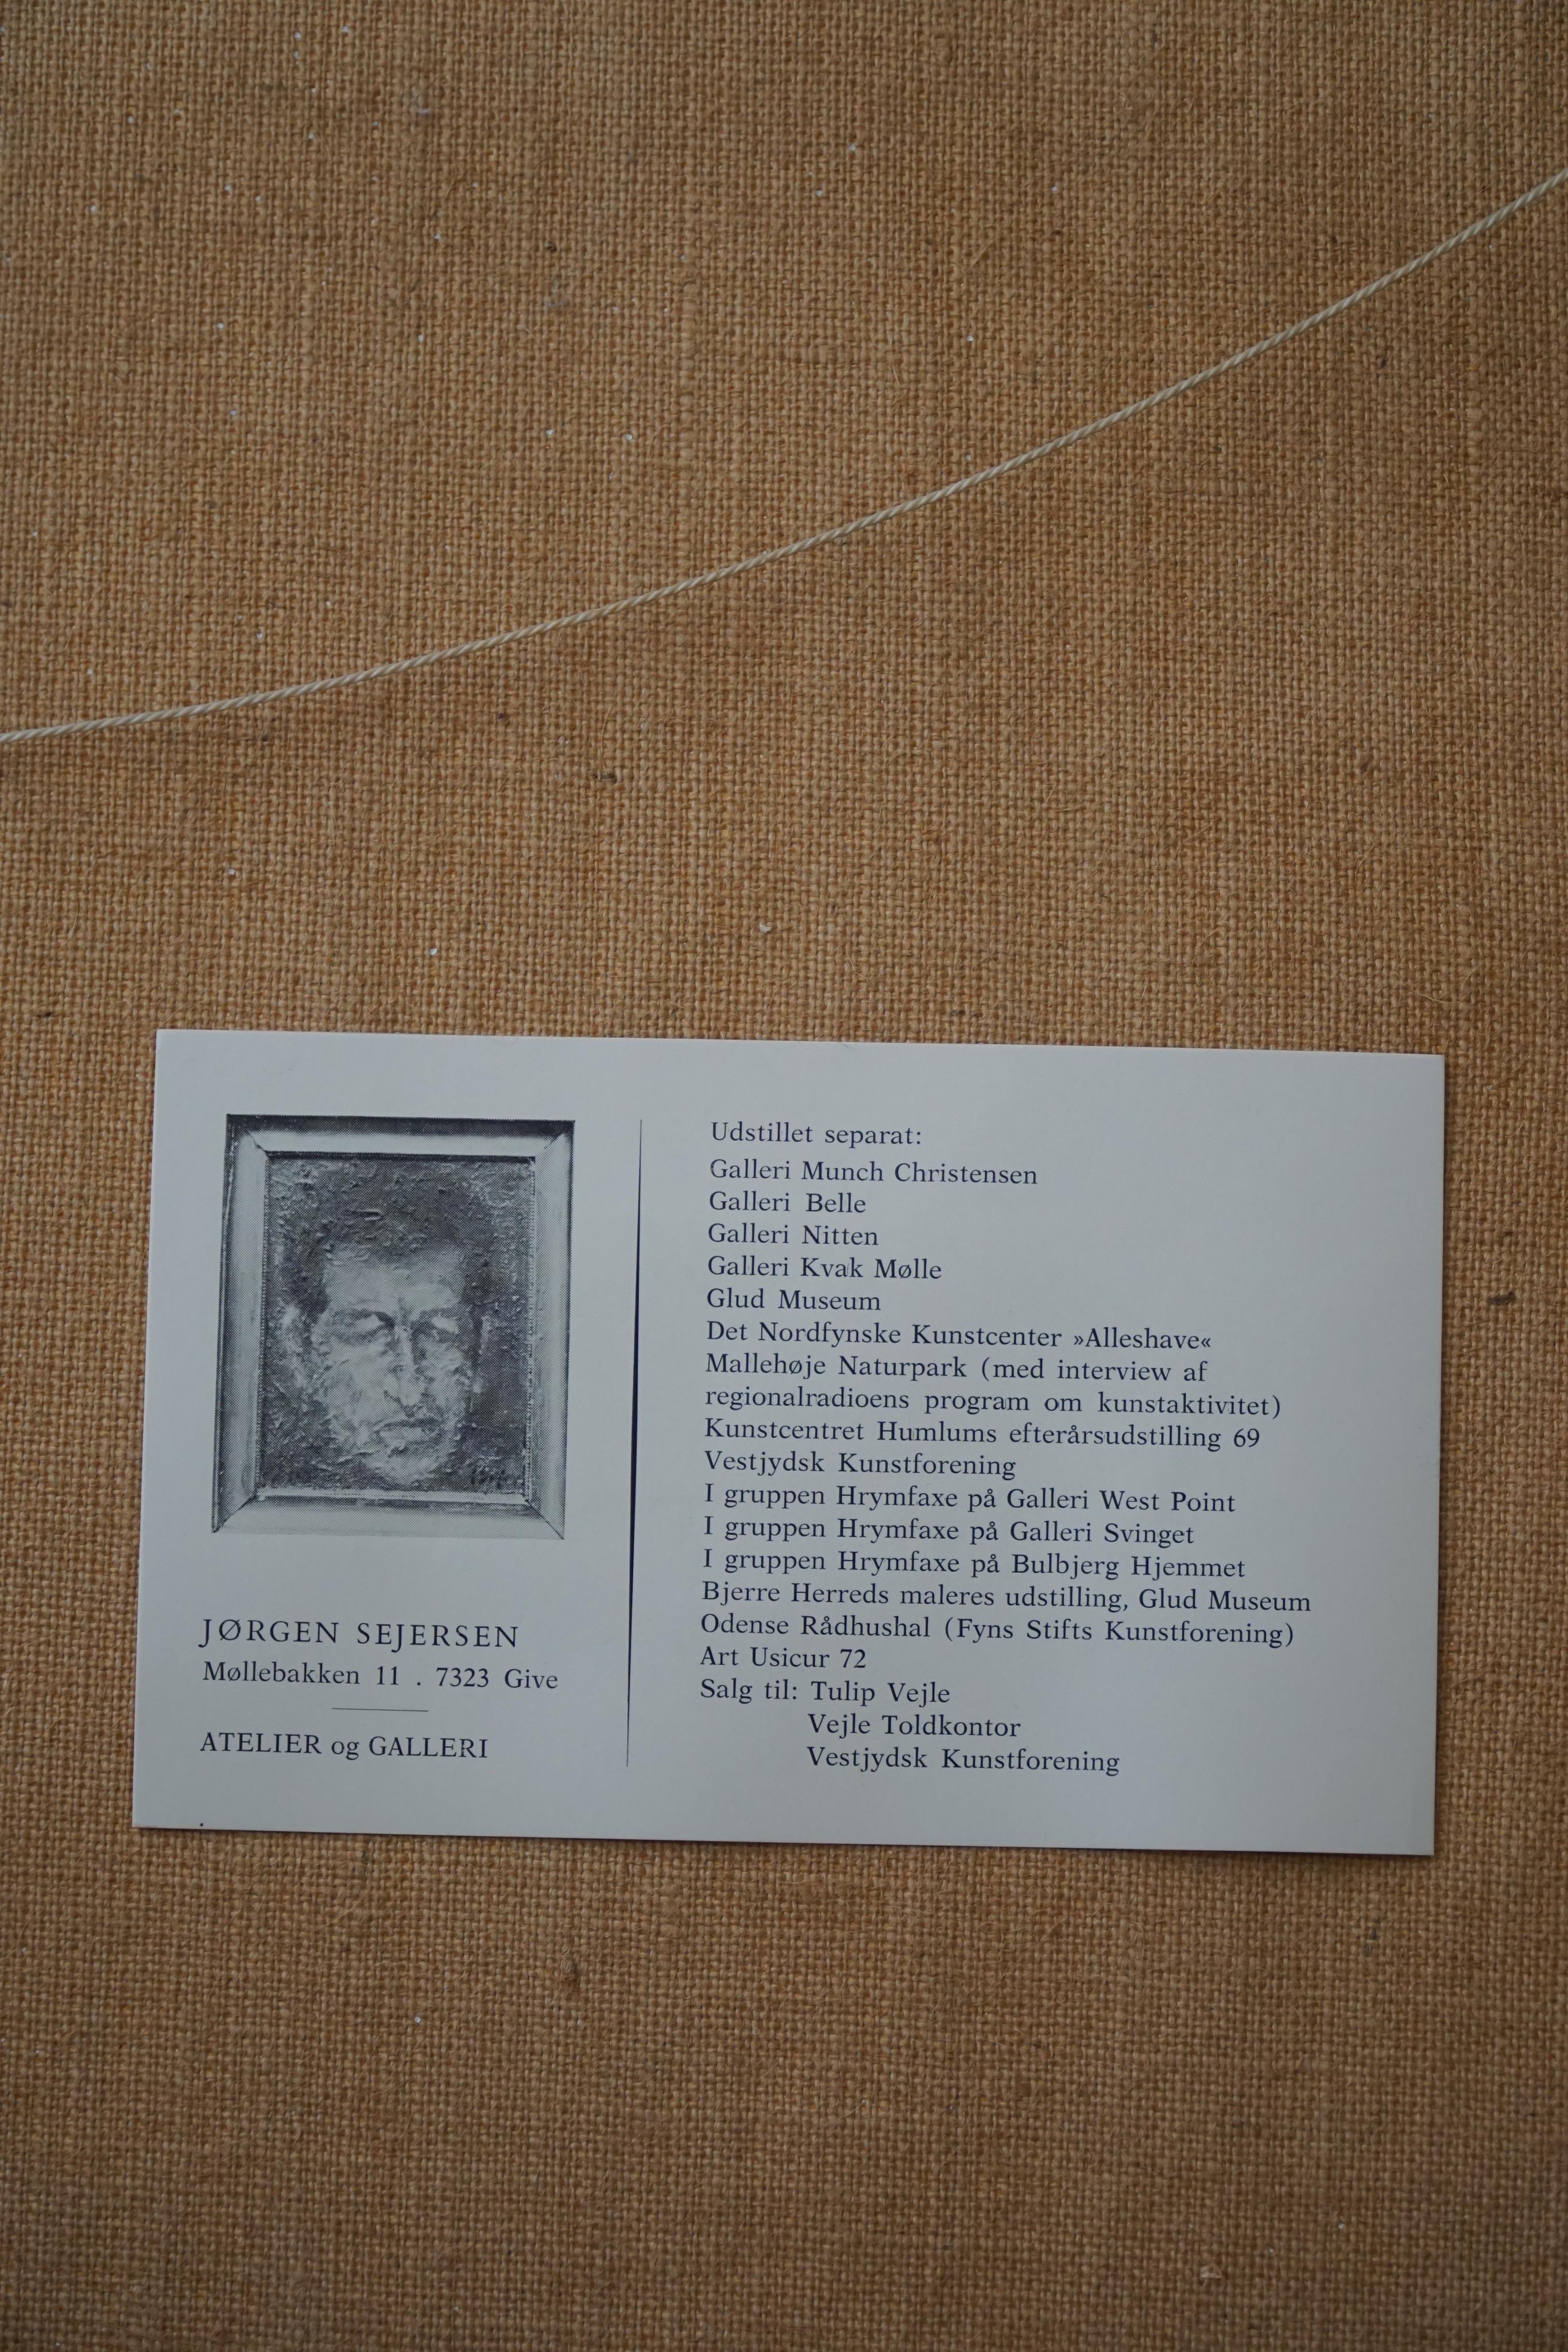 JØRGEN SEJERSEN
Møllebakken 11 . 7323 Give
ATELIER og GALLERI
Udstillet separat:
Galleri Munch Christensen
Galleri Belle
Galleri Nitten
Galleri Kvak Mølle
Glud Museum
Det Nordfynske Kunstcenter »Alleshave«
Mallehøje Naturpark (med interview af
regionalradioens program om kunstaktivitet)
Kunstcentret Humlums efterårsudstilling 69
Vestjydsk Kunstforening
I gruppen Hrymfaxe på Galleri West Point
I gruppen Hrymfaxe på Galleri Svinget
I gruppen Hrymfaxe på Bulbjerg Hjemmet
Bjerre Herreds maleres udstilling, Glud Museum
Odense Rådhushal (Fyns Stifts Kunstforening)
Art Usicur 72
Salg til: Tulip Vejle
Vejle Toldkontor
Vestjydsk Kunstforening